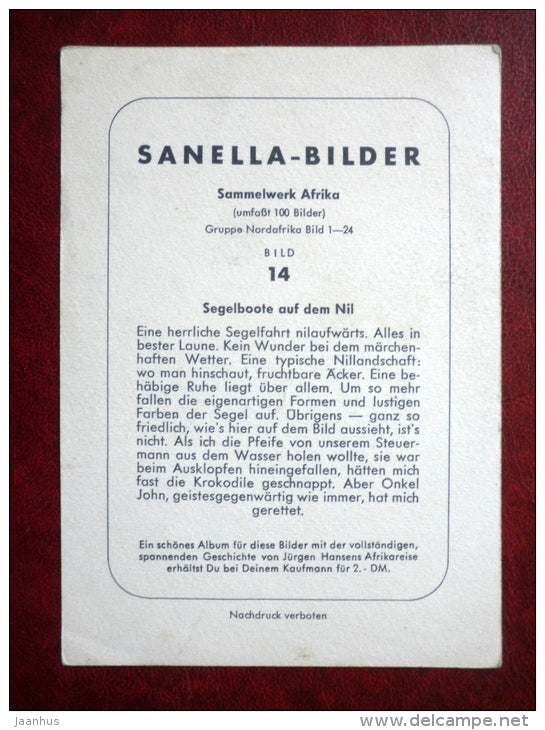 SANELLA-BILDER
Sammelwerk Afrika
(umfaßt 100 Bilder)
Gruppe Nordafrika Bild 1—24
BILD
14
Segelboote auf dem Nil
Eine herrliche Segelfahrt nilaufwärts. Alles in
bester Laune. Kein Wunder bei dem märchen-
haften Wetter. Eine typische Nillandschaft:
wo man hinschaut, fruchtbare Äcker. Eine be-
häbige Ruhe liegt über allem. Um so mehr
fallen die eigenartigen Formen und lustigen
Farben der Segel auf. Übrigens — ganz so
friedlich, wie's hier auf dem Bild aussieht, ist's
nicht. Als ich die Pfeife von unserem Steuer-
mann aus dem Wasser holen wollte, sie war
beim Ausklopfen hineingefallen, hätten mich
fast die Krokodile geschnappt. Aber Onkel
John, geistesgegenwärtig wie immer, hat mich
gerettet.
Ein schönes Album für diese Bilder mit der vollständigen,
spannenden Geschichte von Jürgen Hansens Afrikareise
erhältst Du bei Deinem Kaufmann für 2.- DM.
Nachdruck verboten
jaanhus
www.delcampe.net